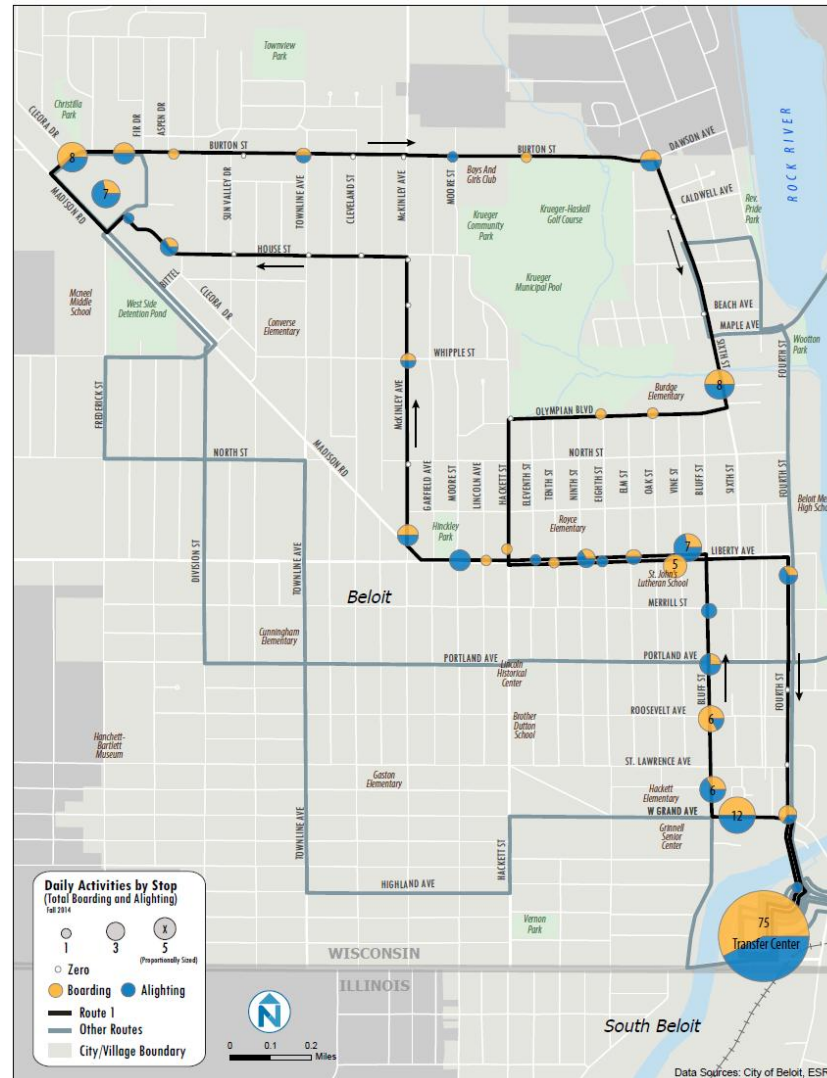 Townview
Park
Christilla
Park
CLEORA DR
FIR DR
ASPEN DR
BURTON ST
BURTON ST
DAWSON AVE
ROCK RIVER
8
7
MADISON RD
SUN VALLEY DR
TOWNLINE AVE
CLEVELAND ST
McKINLEY AVE
MOORE ST
Boys And
Girls Club
Krueger
Community
Park
Krueger-Haskell
Golf Course
Krueger
Municipal Pool
CALDWELL AVE
Rev.
Pride
Park
HOUSE ST
BITTEL
CLEORA DR
Mcneel
Middle
School
West Side
Detention Pond
Converse
Elementary
BEACH AVE
MAPLE AVE
SIXTH ST
FOURTH ST
Wootton
Park
WHIPPLE ST
8
Burdge
Elementary
FREDERICK ST
McKINLEY AVE
OLYMPIAN BLVD
NORTH ST
MADISON RD
NORTH ST
GARFIELD AVE
MOORE ST
LINCOLN AVE
HACKETT ST
ELEVENTH ST
TENTH ST
NINTH ST
EIGHTH ST
ELM ST
OAK ST
VINE ST
BLUFF ST
SIXTH ST
FOURTH ST
Beloit Me
High Scho
Hinckley
Park
Royce
Elementary
DIVISION ST
TOWNLINE AVE
7
5
LIBERTY AVE
St. John's
Lutheran School
Beloit
MERRILL ST
Cunningham
Elementary
PORTLAND AVE
PORTLAND AVE
Lincoln
Historical
Center
BLUFF ST
FOURTH ST
Brother
Dutton
School
ROOSEVELT AVE
6
Hanchett-
Bartlett
Museum
ST. LAWRENCE AVE
Gaston
Elementary
6
Hackett
Elementary
W GRAND AVE
12
Grinnell
Senior
Center
TOWNLINE AVE
HACKETT ST
HIGHLAND AVE
Vernon
Park
75
Transfer Center
WISCONSIN
ILLINOIS
South Beloit
Daily Activities by Stop
(Total Boarding and Alighting)
Fall 2014
X
1 3 5
(Proportionally Sized)
Zero
Boarding Alighting
Route 1
Other Routes
City/Village Boundary
N
0 0.1 0.2
Miles
Data Sources: City of Beloit, ESR